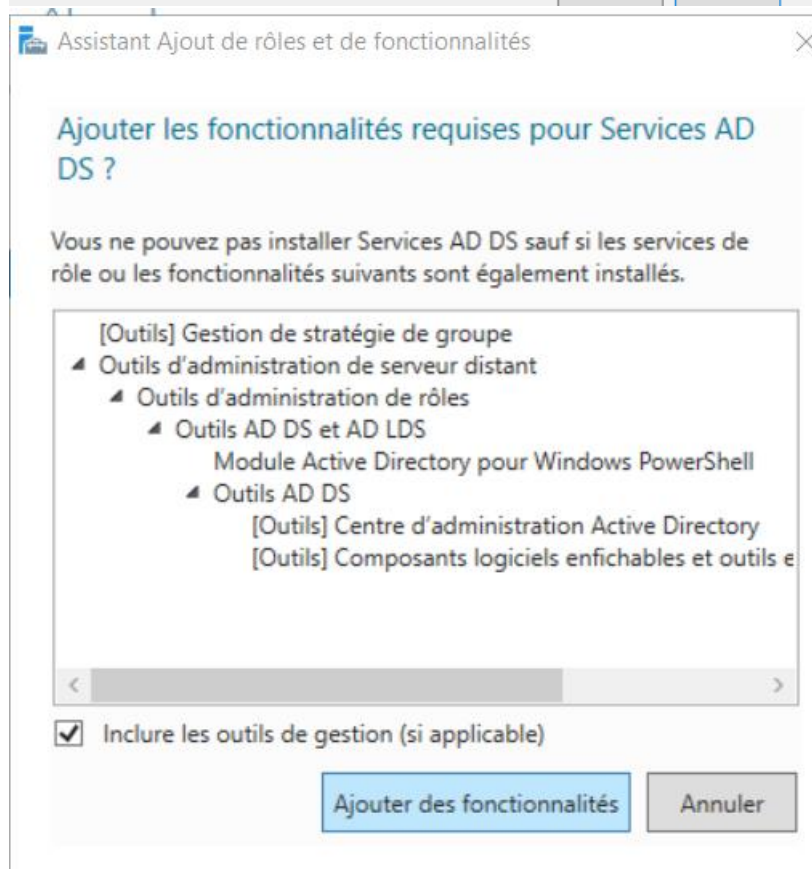 Assistant Ajout de rôles et de fonctionnalités
Ajouter les fonctionnalités requises pour Services AD
DS ?
Vous ne pouvez pas installer Services AD DS sauf si les services de
rôle ou les fonctionnalités suivants sont également installés.
[Outils] Gestion de stratégie de groupe
Outils d'administration de serveur distant
Outils d'administration de rôles
Outils AD DS et AD LDS
Module Active Directory pour Windows PowerShell
Outils AD DS
[Outils] Centre d'administration Active Directory
[Outils] Composants logiciels enfichables et outils e
Inclure les outils de gestion (si applicable)
Ajouter des fonctionnalités
Annuler